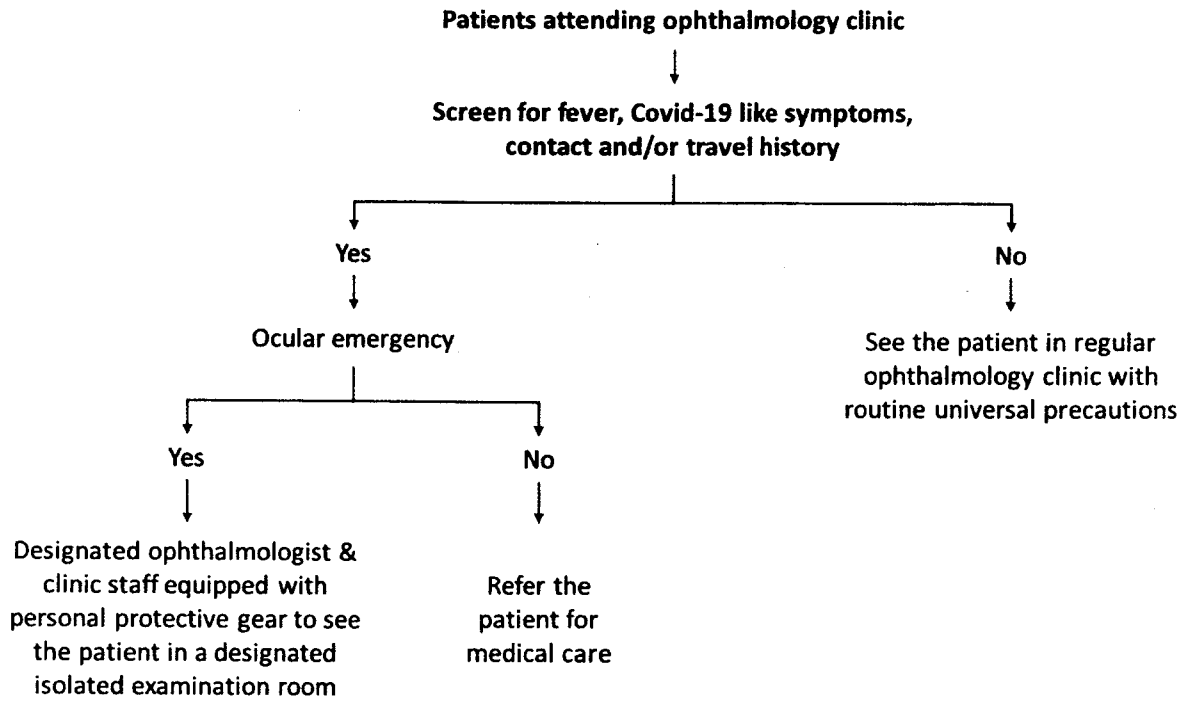 Patients attending ophthalmology clinic
Screen for fever, Covid-19 like symptoms,
contact and/or travel history
Yes
No
Ocular emergency
See the patient in regular
ophthalmology clinic with
routine universal precautions
Yes
No
Designated ophthalmologist &
clinic staff equipped with
personal protective gear to see
the patient in a designated
isolated examination room
Refer the
patient for
medical care